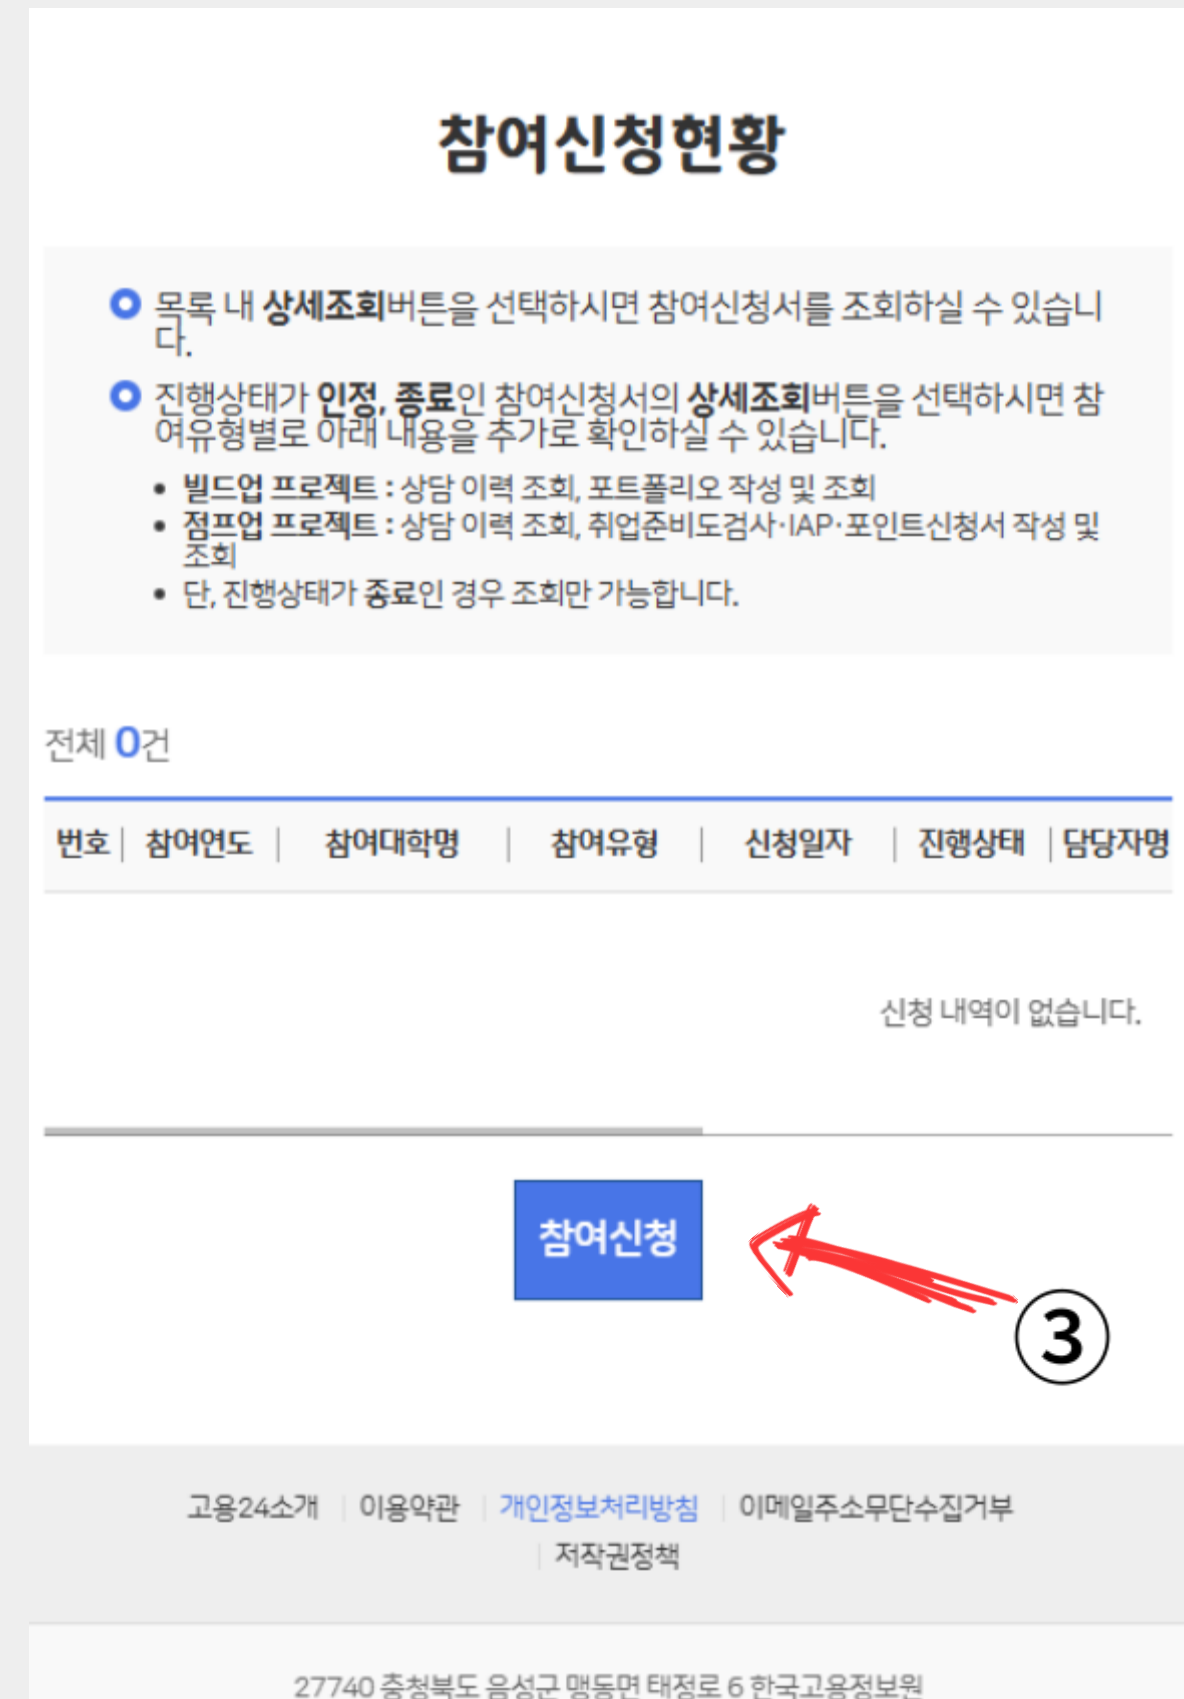 참여신청현황
목록 내 상세조회버튼을 선택하시면 참여신청서를 조회하실 수 있습니
다.
진행상태가 인정, 종료인 참여신청서의 상세조회버튼을 선택하시면 참
여유형별로 아래 내용을 추가로 확인하실 수 있습니다.
• 빌드업 프로젝트 : 상담 이력 조회, 포트폴리오 작성 및 조회
• 점프업 프로젝트 : 상담 이력 조회, 취업준비도검사·IAP·포인트신청서 작성 및
조회
• 단, 진행상태가 종료인 경우 조회만 가능합니다.
전체 0건
번호 | 참여연도 | 참여대학명 | 참여유형 | 신청일자 | 진행상태 | 담당자명
신청 내역이 없습니다.
참여신청
③
고용24소개 | 이용약관 | 개인정보처리방침 | 이메일주소무단수집거부
| 저작권정책
27740 충청북도 음성군 맹동면 태정로 6 한국고용정보원